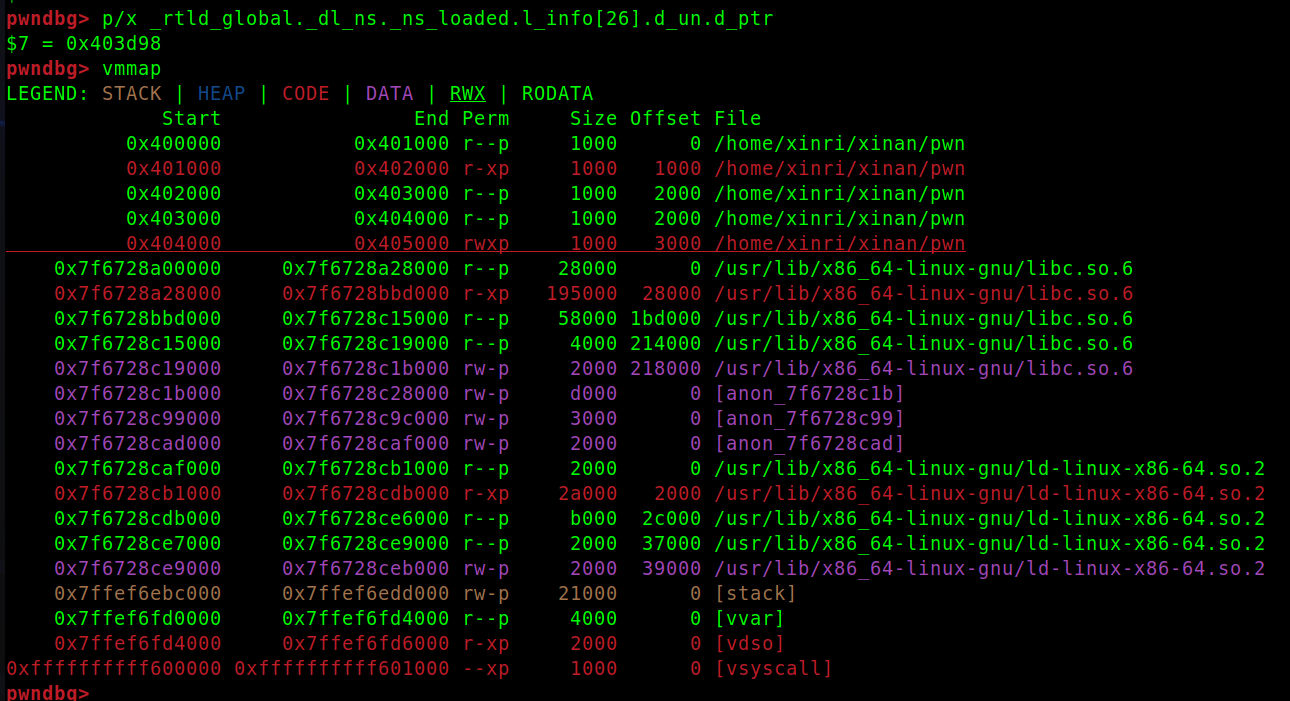 pwndbg> p/x _rtld_global._dl_ns._ns_loaded.l_info[26].d_un.d_ptr
$7 = 0x403d98
pwndbg> vmmap
LEGEND: STACK | HEAP | CODE | DATA | RWX | RODATA
Start End Perm Size Offset File
0x400000 0x401000 r--p 1000 0 /home/xinri/xinan/pwn
0x401000 0x402000 r-xp 1000 1000 /home/xinri/xinan/pwn
0x402000 0x403000 r--p 1000 2000 /home/xinri/xinan/pwn
0x403000 0x404000 r--p 1000 2000 /home/xinri/xinan/pwn
0x404000 0x405000 rwxp 1000 3000 /home/xinri/xinan/pwn
0x7f6728a00000 0x7f6728a28000 r--p 28000 0 /usr/lib/x86_64-linux-gnu/libc.so.6
0x7f6728a28000 0x7f6728bbd000 r-xp 195000 28000 /usr/lib/x86_64-linux-gnu/libc.so.6
0x7f6728bbd000 0x7f6728c15000 r--p 58000 1bd000 /usr/lib/x86_64-linux-gnu/libc.so.6
0x7f6728c15000 0x7f6728c19000 r--p 4000 214000 /usr/lib/x86_64-linux-gnu/libc.so.6
0x7f6728c19000 0x7f6728c1b000 rw-p 2000 218000 /usr/lib/x86_64-linux-gnu/libc.so.6
0x7f6728c1b000 0x7f6728c28000 rw-p d000 0 [anon_7f6728c1b]
0x7f6728c99000 0x7f6728c9c000 rw-p 3000 0 [anon_7f6728c99]
0x7f6728cad000 0x7f6728caf000 rw-p 2000 0 [anon_7f6728cad]
0x7f6728caf000 0x7f6728cb1000 r--p 2000 0 /usr/lib/x86_64-linux-gnu/ld-linux-x86-64.so.2
0x7f6728cb1000 0x7f6728cdb000 r-xp 2a000 2000 /usr/lib/x86_64-linux-gnu/ld-linux-x86-64.so.2
0x7f6728cdb000 0x7f6728ce6000 r--p b000 2c000 /usr/lib/x86_64-linux-gnu/ld-linux-x86-64.so.2
0x7f6728ce7000 0x7f6728ce9000 r--p 2000 37000 /usr/lib/x86_64-linux-gnu/ld-linux-x86-64.so.2
0x7f6728ce9000 0x7f6728ceb000 rw-p 2000 39000 /usr/lib/x86_64-linux-gnu/ld-linux-x86-64.so.2
0x7ffef6ebc000 0x7ffef6edd000 rw-p 21000 0 [stack]
0x7ffef6fd0000 0x7ffef6fd4000 r--p 4000 0 [vvar]
0x7ffef6fd4000 0x7ffef6fd6000 r-xp 2000 0 [vdso]
0xffffffffff600000 0xffffffffff601000 --xp 1000 0 [vsyscall]
pwndbg>